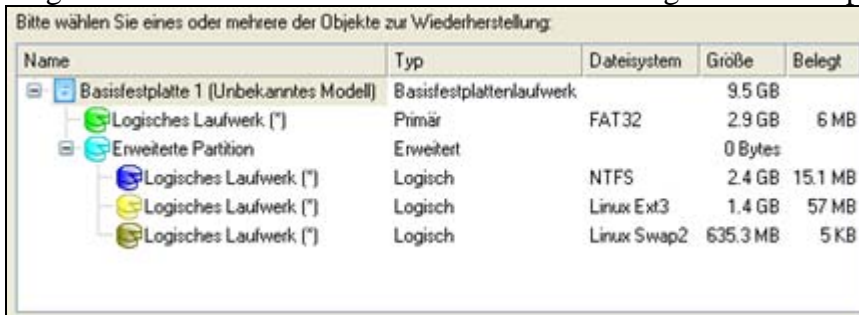 Bitte wählen Sie eines oder mehrere der Objekte zur Wiederherstellung:
Name Typ Dateisystem Größe Belegt
Basisfestplatte 1 (Unbekanntes Modell) Basisfestplattenlaufwerk 9.5 GB
Logisches Laufwerk (*) Primär FAT32 2.9 GB 6 MB
Erweiterte Partition Erweitert 0 Bytes
Logisches Laufwerk (*) Logisch NTFS 2.4 GB 15.1 MB
Logisches Laufwerk (*) Logisch Linux Ext3 1.4 GB 57 MB
Logisches Laufwerk (*) Logisch Linux Swap2 635.3 MB 5 KB